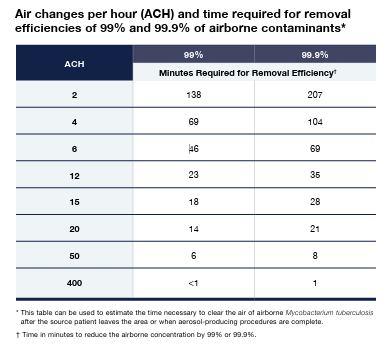 Air changes per hour (ACH) and time required for removal
efficiencies of 99% and 99.9% of airborne contaminants*
ACH 99% 99.9%
Minutes Required for Removal Efficiency†
2 138 207
4 69 104
6 46 69
12 23 35
15 18 28
20 14 21
50 6 8
400 <1 1
* This table can be used to estimate the time necessary to clear the air of airborne Mycobacterium tuberculosis
after the source patient leaves the area or when aerosol-producing procedures are complete.
† Time in minutes to reduce the airborne concentration by 99% or 99.9%.